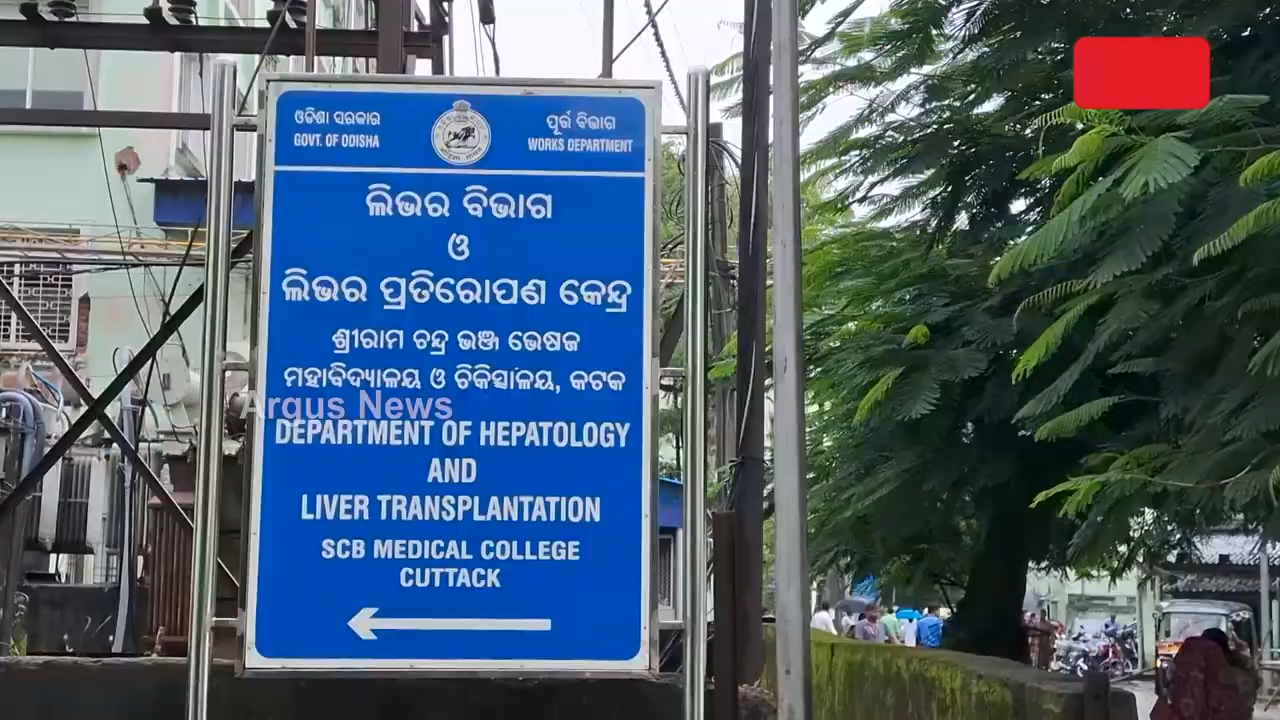 ଓଡିଶା ସରକାର
GOVT. OF ODISHA
ପୂର୍ତ୍ତ ବିଭାଗ
WORKS DEPARTMENT
ଲିଭର ବିଭାଗ
ଓ
ଲିଭର ପ୍ରତିରୋପଣ କେନ୍ଦ୍ର
ଶ୍ରୀରାମ ଚନ୍ଦ୍ର ଭଞ୍ଜ ଭେଷଜ
ମହାବିଦ୍ୟାଳୟ ଓ ଚିକିତ୍ସାଳୟ, କଟକ
Argus News
DEPARTMENT OF HEPATOLOGY
AND
LIVER TRANSPLANTATION
SCB MEDICAL COLLEGE
CUTTACK